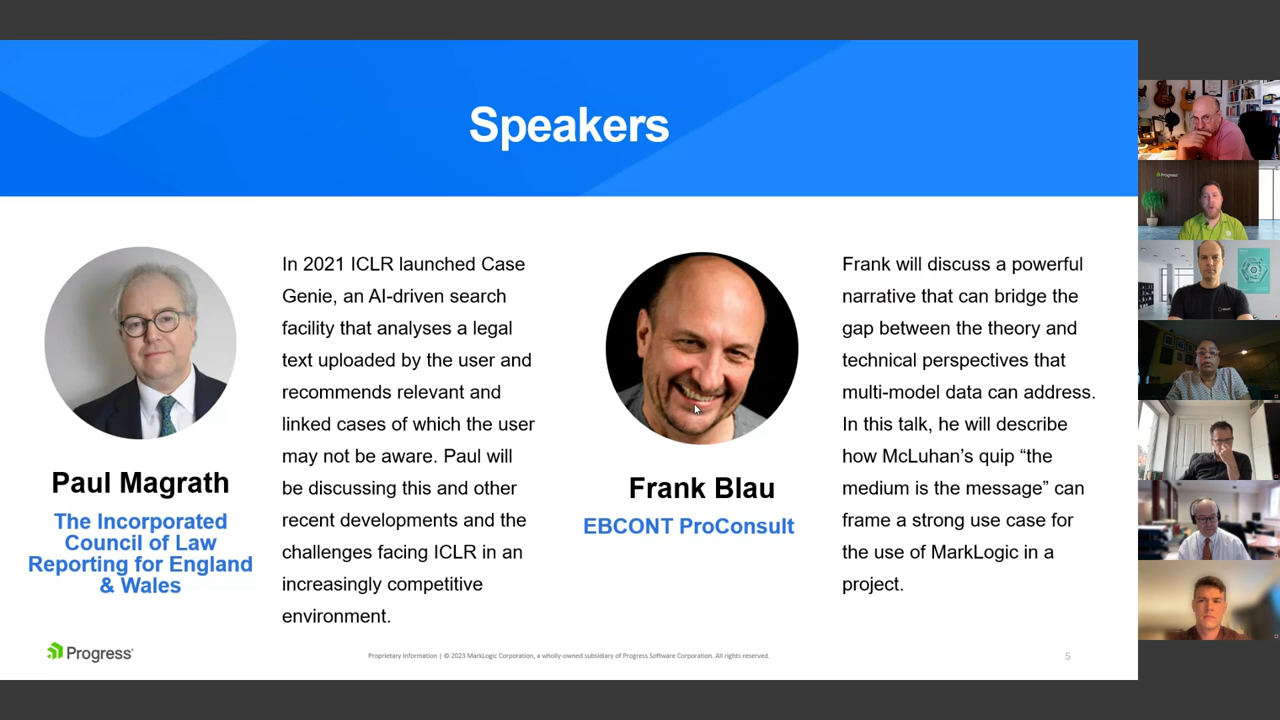 Speakers
Paul Magrath
The Incorporated
Council of Law
Reporting for England
& Wales
In 2021 ICLR launched Case
Genie, an AI-driven search
facility that analyses a legal
text uploaded by the user and
recommends relevant and
linked cases of which the user
may not be aware. Paul will
be discussing this and other
recent developments and the
challenges facing ICLR in an
increasingly competitive
environment.
Frank Blau
EBCONT ProConsult
Frank will discuss a powerful
narrative that can bridge the
gap between the theory and
technical perspectives that
multi-model data can address.
In this talk, he will describe
how McLuhan’s quip “the
medium is the message” can
frame a strong use case for
the use of MarkLogic in a
project.
Progress
Proprietary Information | © 2023 MarkLogic Corporation, a wholly-owned subsidiary of Progress Software Corporation. All rights reserved.
5
Progress